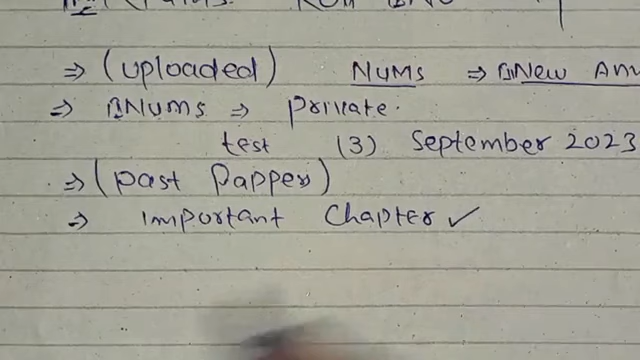 ⇒ (Uploaded) NUMS ⇒ New
⇒ NUMS ⇒ private.
test (3) September 2023
⇒ (past papper)
⇒ important Chapter ✓